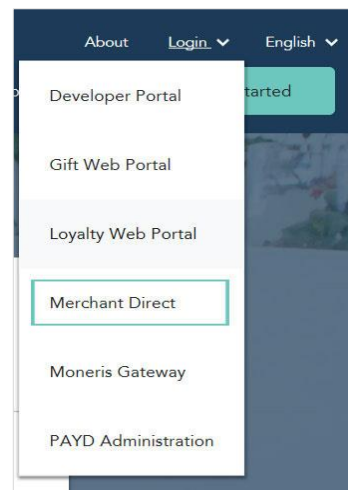 About Login English
Developer Portal
tarted
Gift Web Portal
Loyalty Web Portal
Merchant Direct
Moneris Gateway
PAYD Administration